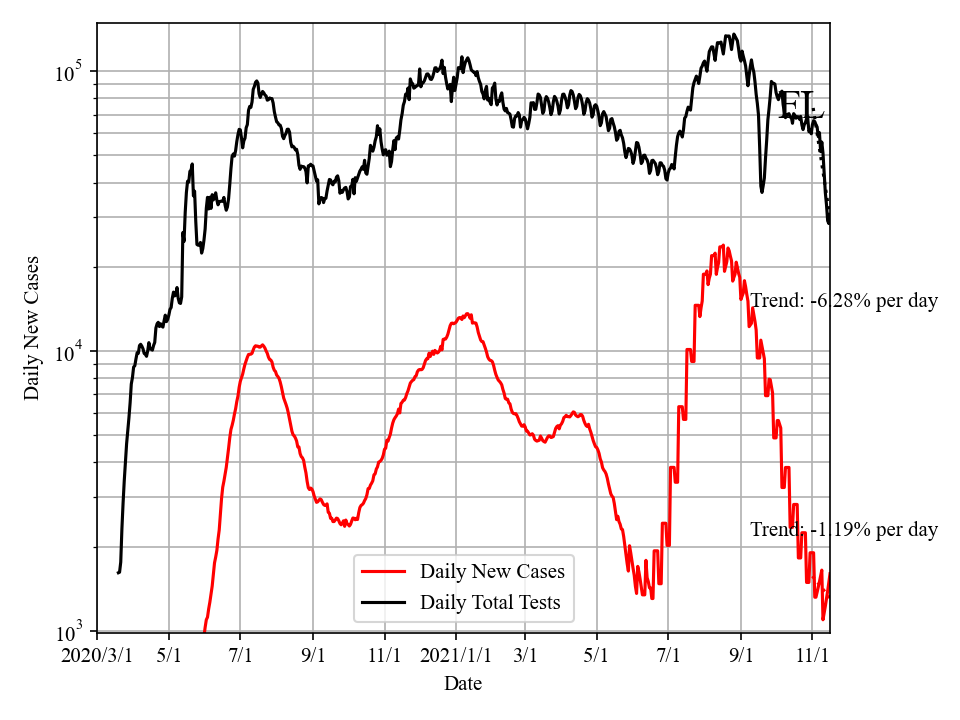 10^5
FL
Trend: -6.28% per day
Daily New Cases
10^4
Trend: -1.19% per day
Daily New Cases
Daily Total Tests
10^3
2020/3/1 5/1 7/1 9/1 11/1 2021/1/1 3/1 5/1 7/1 9/1 11/1
Date